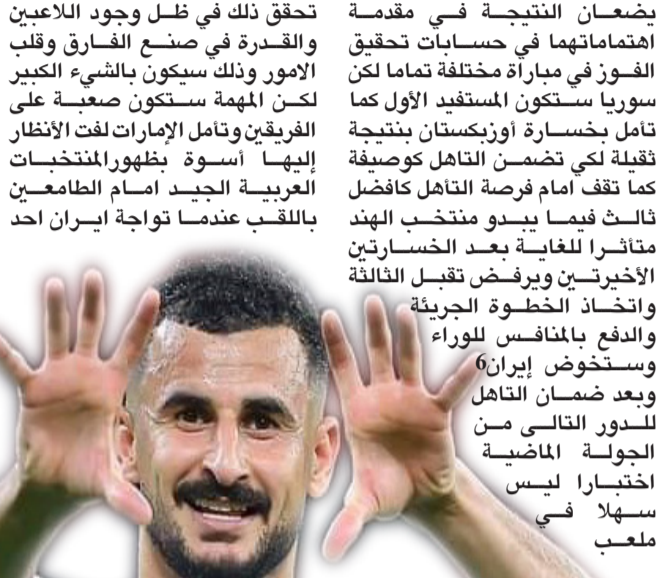 يضعان النتيجة في مقدمة
اهتماماتهما في حسابات تحقيق
الفوز في مباراة مختلفة تماما لكن
سوريا ستكون المستفيد الأول كما
تأمل بخسارة أوزبكستان بنتيجة
ثقيلة لكي تضمن التاهل كوصيفة
كما تقف امام فرصة التأهل كافضل
ثالث فيما يبدو منتخب الهند
متأثرا للغاية بعد الخسارتين
الأخيرتين ويرفض تقبل الثالثة
واتخاذ الخطوة الجريئة
والدفع بالمنافس للوراء
وستخوض إيران6
وبعد ضمان التاهل
للدور التالى من
الجولة الماضية
اختبارا ليس
سهلا في
ملعب
تحقق ذلك في ظل وجود اللاعبين
والقدرة في صنع الفارق وقلب
الامور وذلك سيكون بالشيء الكبير
لكن المهمة ستكون صعبة على
الفريقين وتأمل الإمارات لفت الأنظار
إليها أسوة بظهورالمنتخبات
العربية الجيد امام الطامعين
باللقب عندما تواجة ايران احد